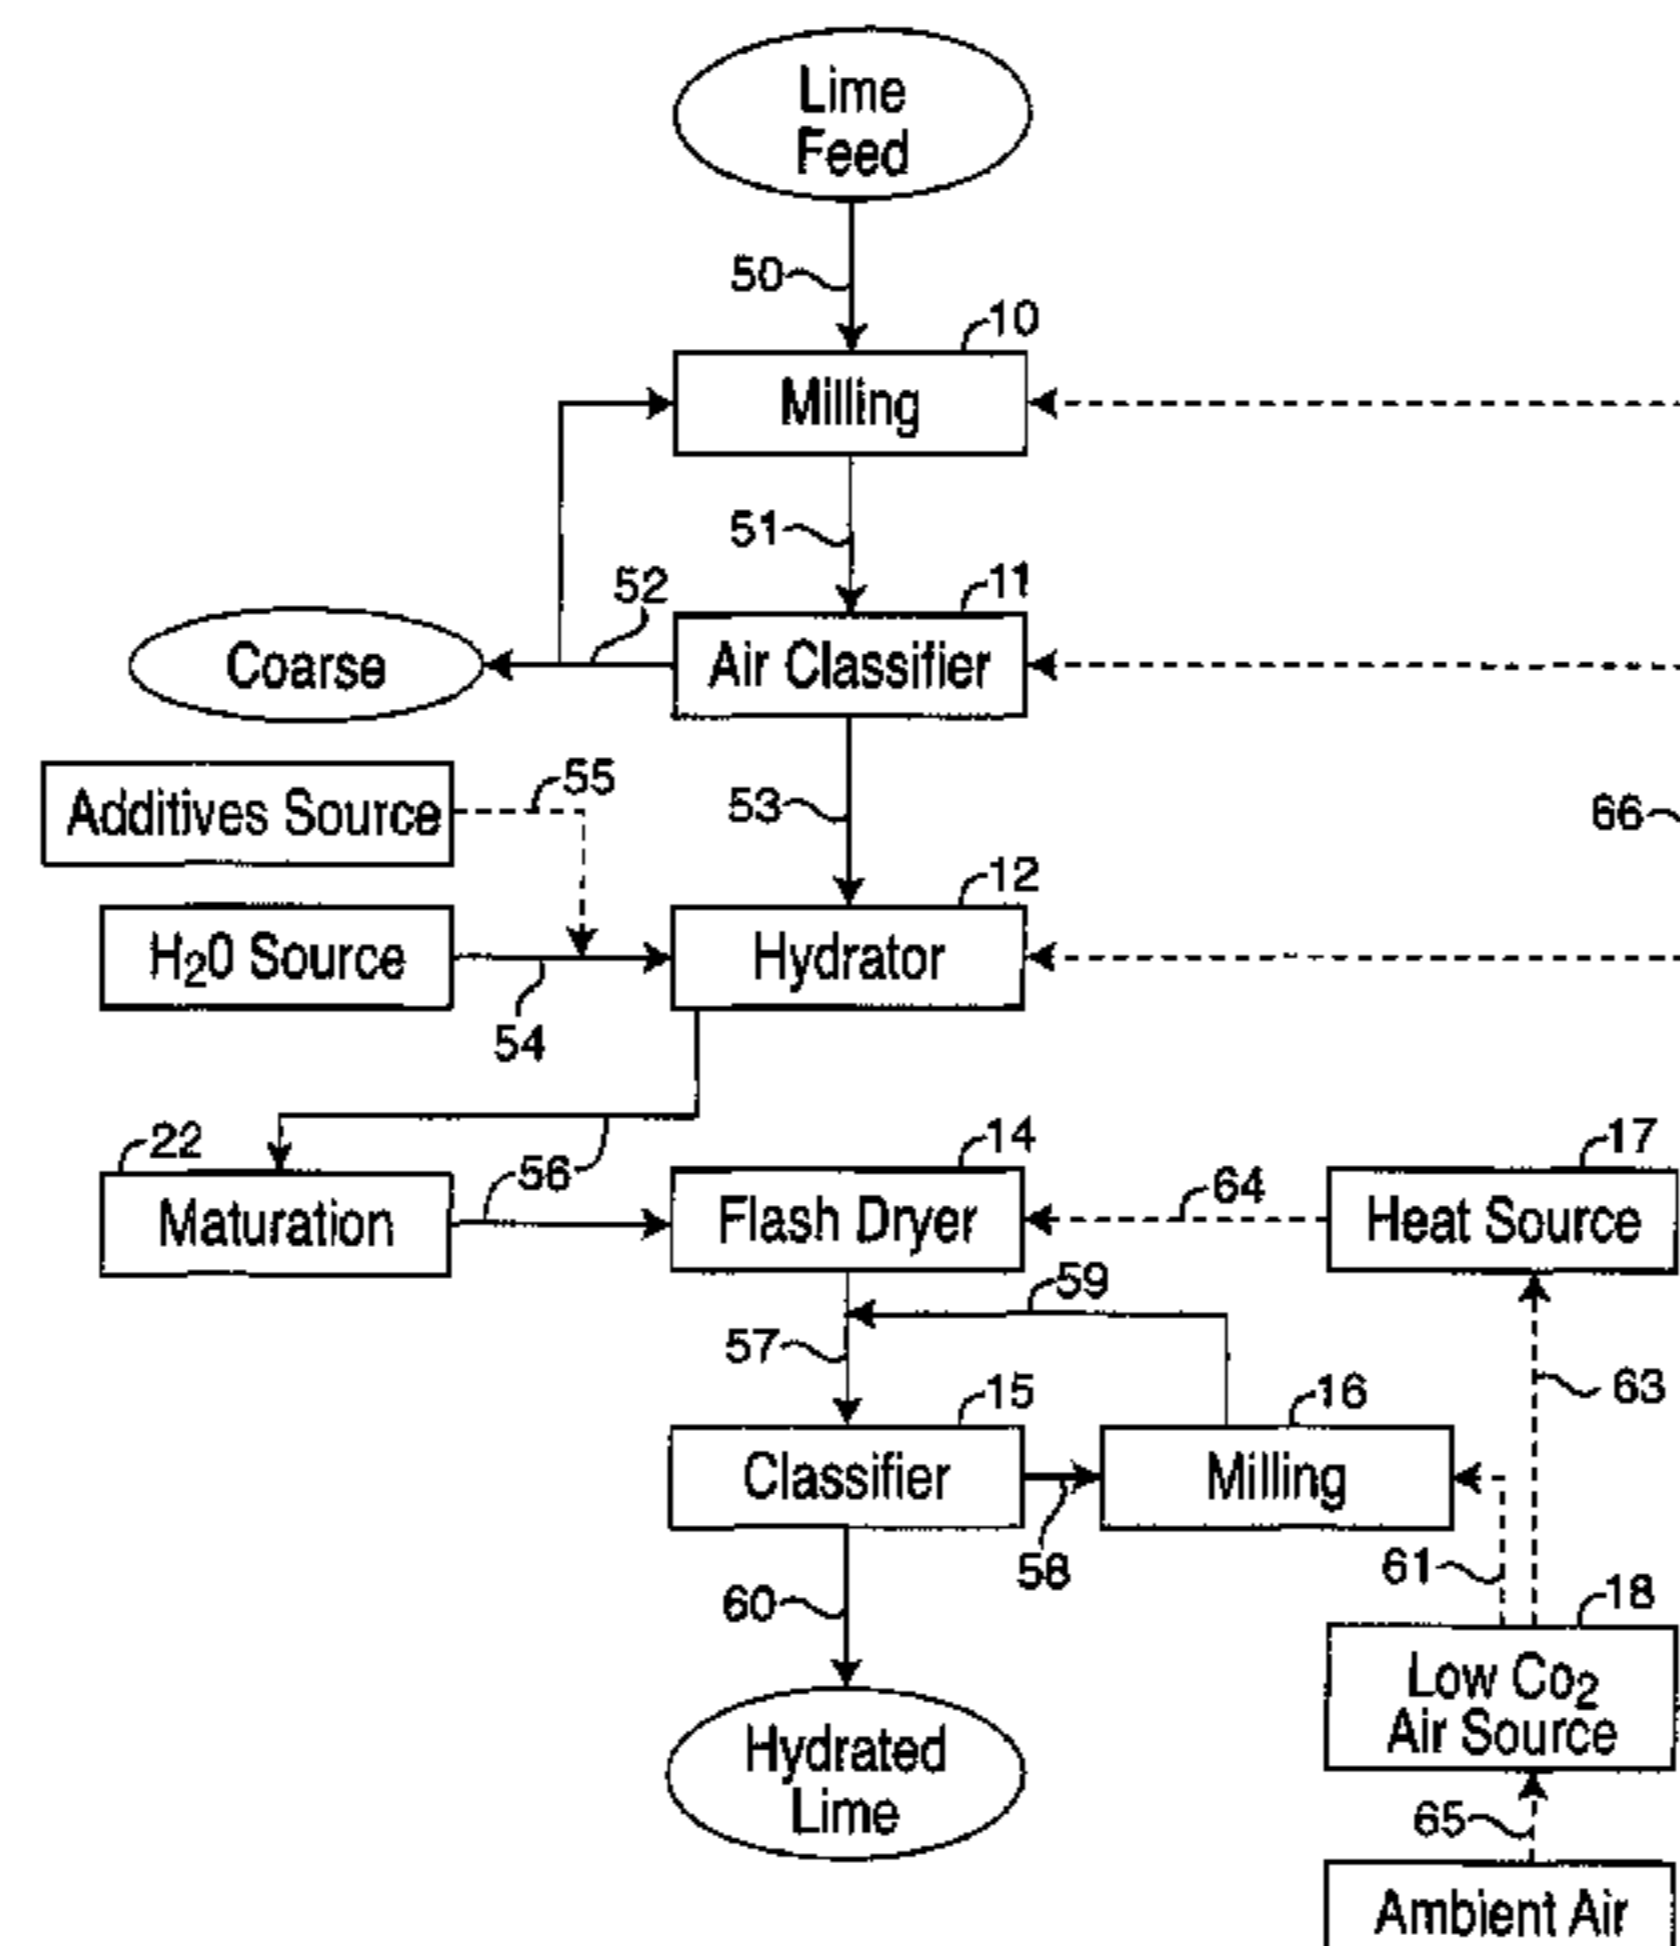 Lime
Feed
50
10
Milling
51
11
52
Coarse
Air Classifier
Additives Source
55
53
66
12
H20 Source
Hydrator
54
22
56
14
17
Maturation
Flash Dryer
64
Heat Source
59
57
63
15
16
Classifier
Milling
58
61
60
18
Low Co2
Air Source
Hydrated
Lime
65
Ambient Air